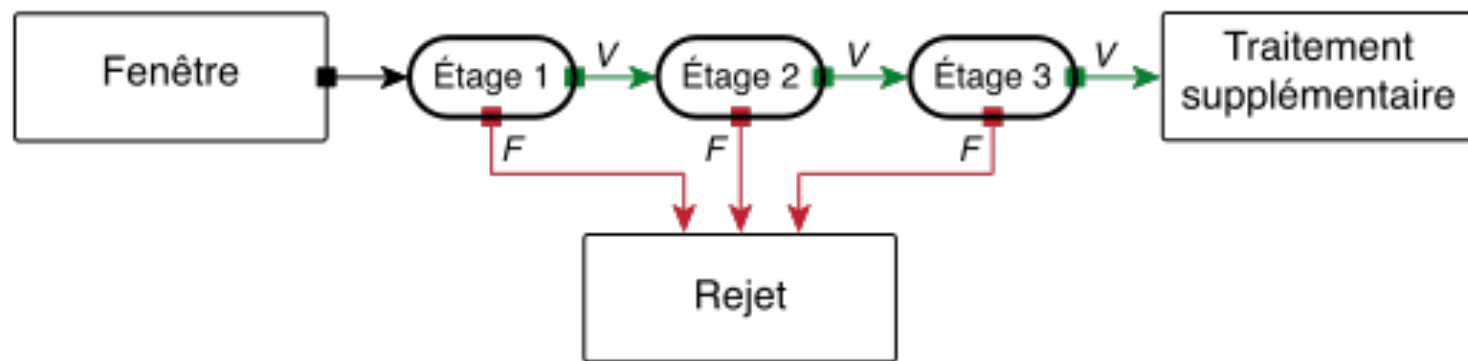 Fenêtre
Étage 1
V
Étage 2
V
Étage 3
V
Traitement
supplémentaire
F
F
F
Rejet